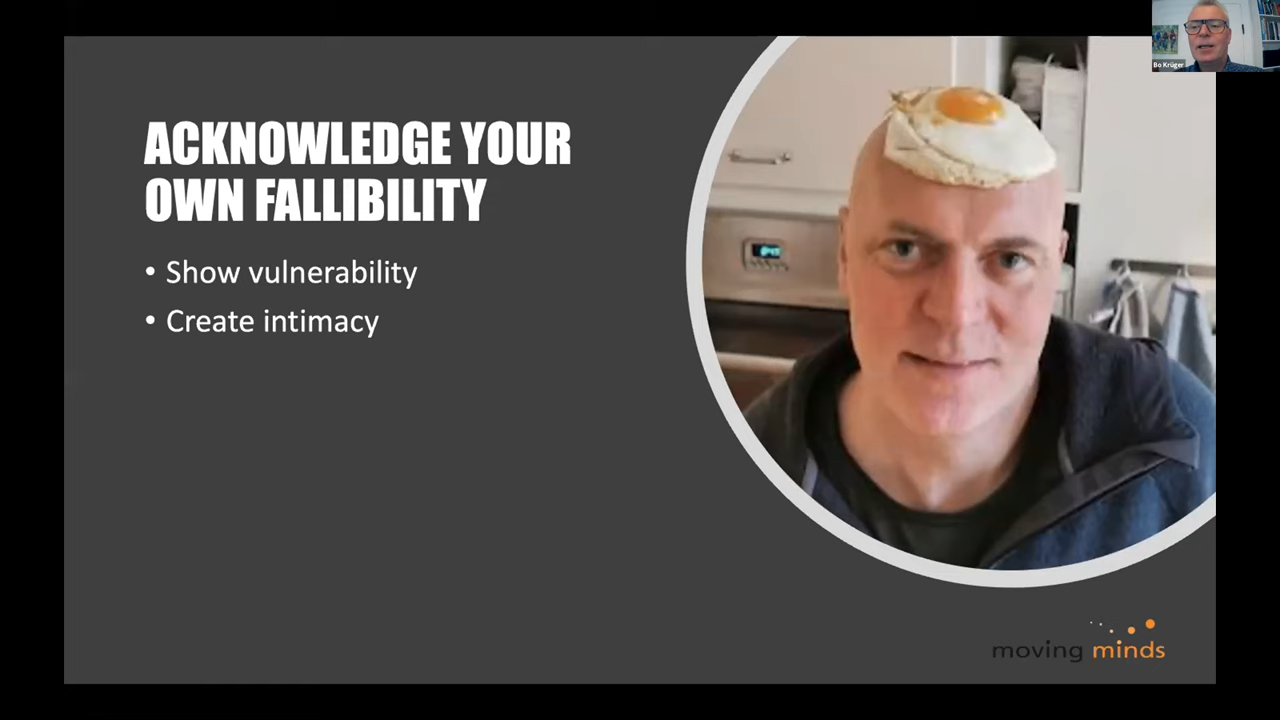 Bo Krüger
ACKNOWLEDGE YOUR
OWN FALLIBILITY
• Show vulnerability
• Create intimacy
moving minds